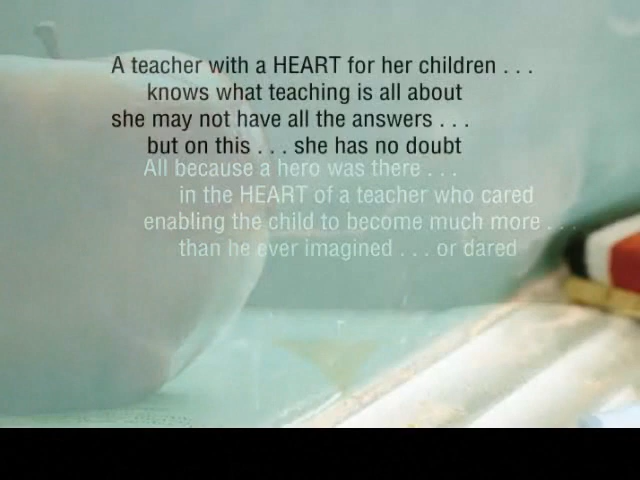 A teacher with a HEART for her children . . .
knows what teaching is all about
she may not have all the answers . . .
but on this . . . she has no doubt
All because a hero was there . . .
in the HEART of a teacher who cared
enabling the child to become much more . . .
than he ever imagined . . . or dared